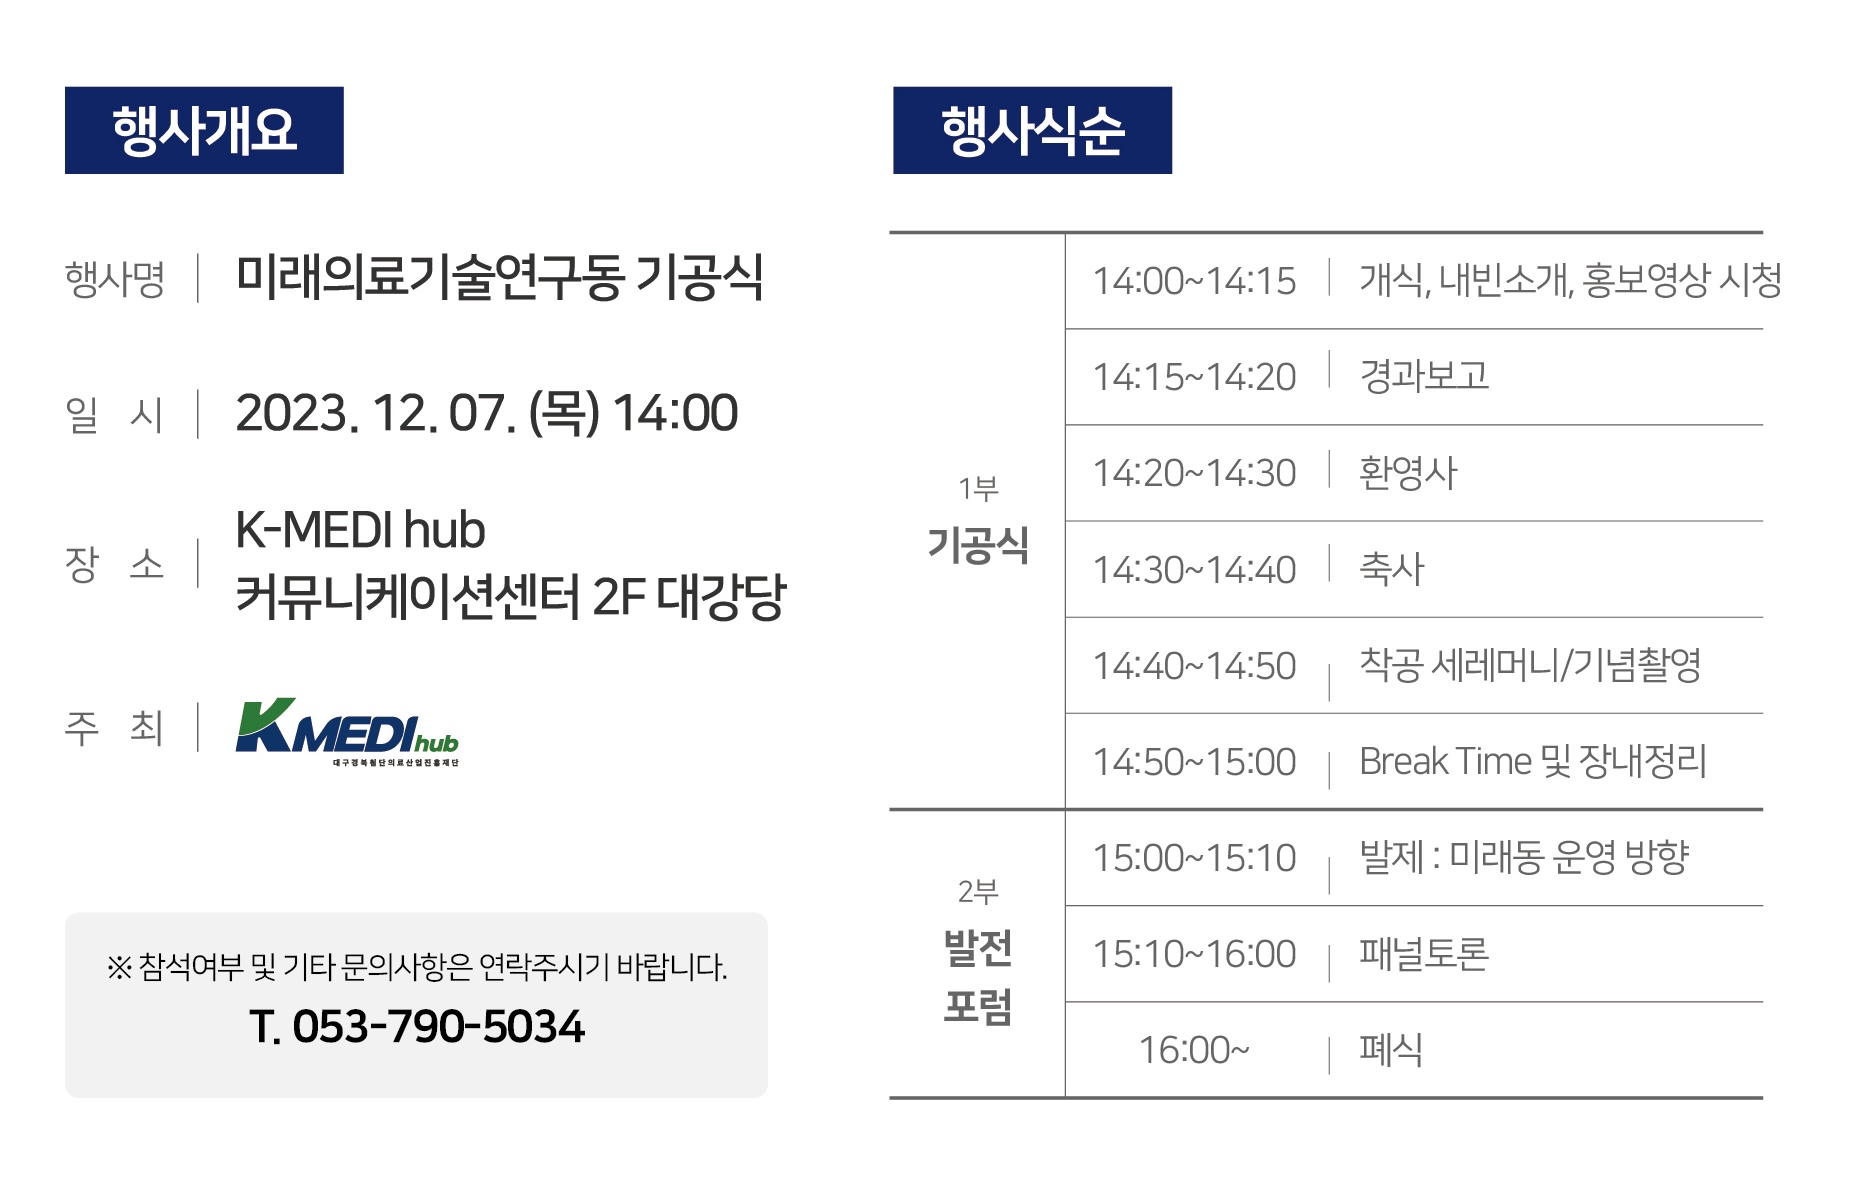 행사개요
행사명 미래의료기술연구동 기공식
일 시 2023. 12. 07. (목) 14:00
장 소 K-MEDI hub
커뮤니케이션센터 2F 대강당
주 최 KMEDI hub
대구경북첨단의료산업진흥재단
※ 참석여부 및 기타 문의사항은 연락주시기 바랍니다.
T. 053-790-5034
행사식순
1부
기공식
14:00~14:15 개식, 내빈소개, 홍보영상 시청
14:15~14:20 경과보고
14:20~14:30 환영사
14:30~14:40 축사
14:40~14:50 착공 세레머니/기념촬영
14:50~15:00 Break Time 및 장내정리
2부
발전
포럼
15:00~15:10 발제 : 미래동 운영 방향
15:10~16:00 패널토론
16:00~ 폐식